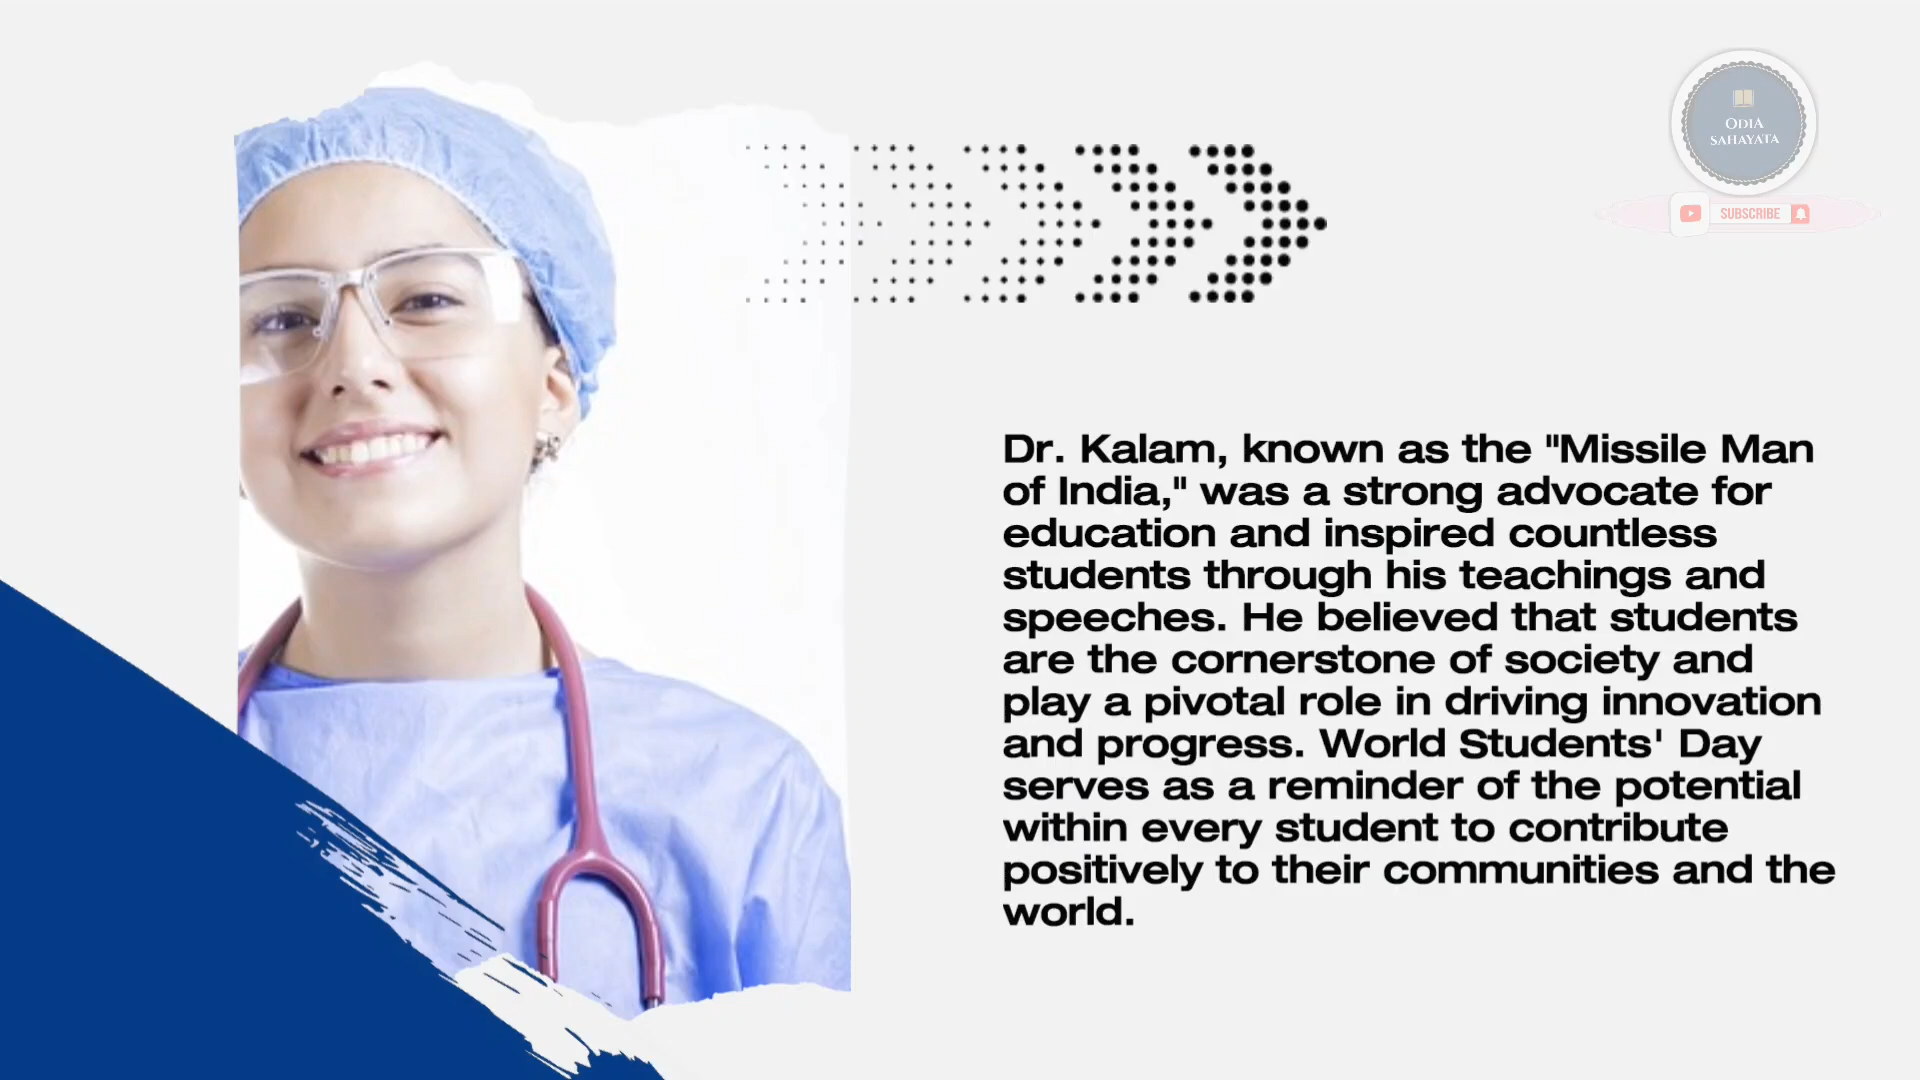 ODIA
SAHAYATA
SUBSCRIBE
Dr. Kalam, known as the "Missile Man
of India," was a strong advocate for
education and inspired countless
students through his teachings and
speeches. He believed that students
are the cornerstone of society and
play a pivotal role in driving innovation
and progress. World Students' Day
serves as a reminder of the potential
within every student to contribute
positively to their communities and the
world.